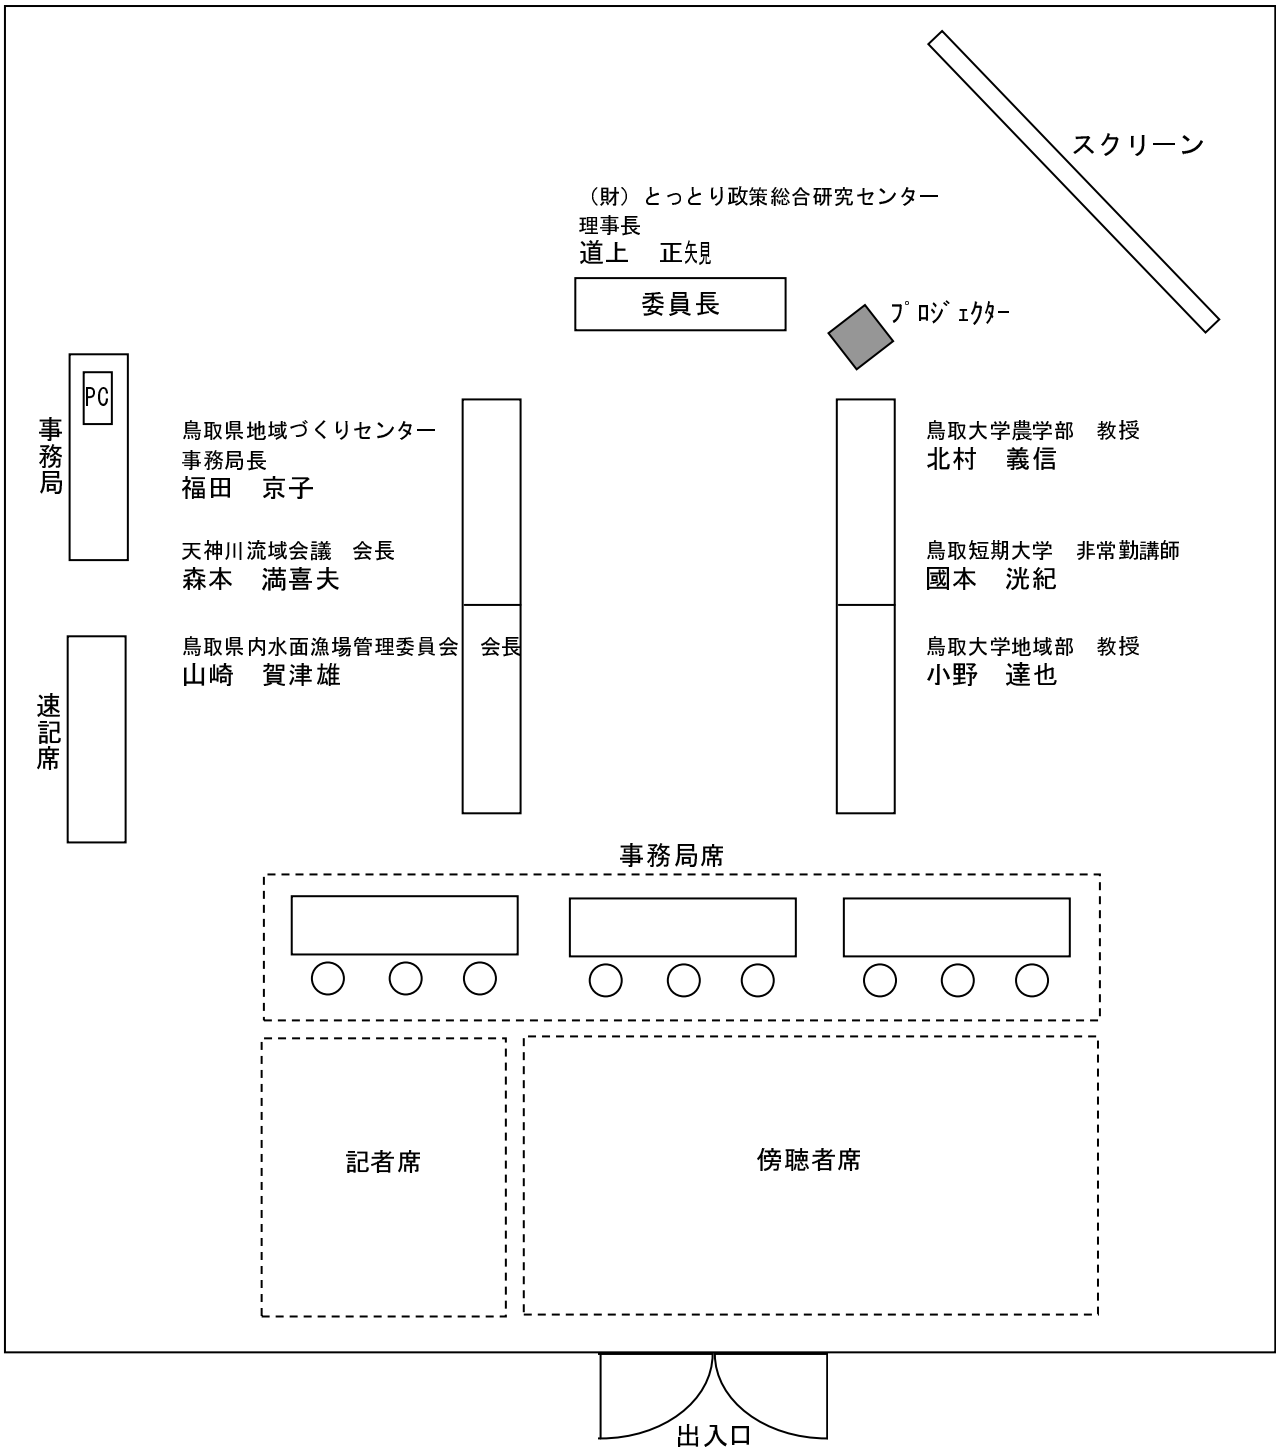 スクリーン
（財）とっとり政策総合研究センター
理事長
道上　正䂓
委員長
ﾌﾟﾛｼﾞｪｸﾀｰ
PC
事務局
鳥取県地域づくりセンター
事務局長
福田　京子
天神川流域会議　会長
森本　満喜夫
鳥取県内水面漁場管理委員会　会長
山崎　賀津雄
鳥取大学農学部　教授
北村　義信
鳥取短期大学　非常勤講師
國本　洸紀
鳥取大学地域部　教授
小野　達也
速記席
事務局席
記者席
傍聴者席
出入口